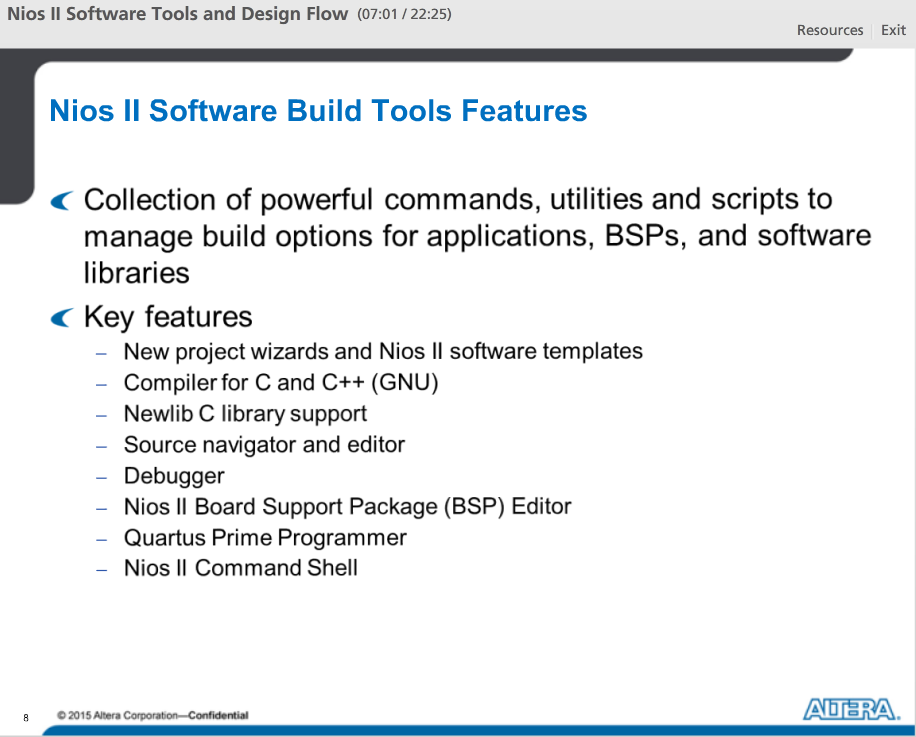 Nios II Software Tools and Design Flow (07:01 / 22:25)
Resources Exit
Nios II Software Build Tools Features
Collection of powerful commands, utilities and scripts to
manage build options for applications, BSPs, and software
libraries
Key features
– New project wizards and Nios II software templates
– Compiler for C and C++ (GNU)
– Newlib C library support
– Source navigator and editor
– Debugger
– Nios II Board Support Package (BSP) Editor
– Quartus Prime Programmer
– Nios II Command Shell
8 © 2015 Altera Corporation—Confidential
ALTERA.